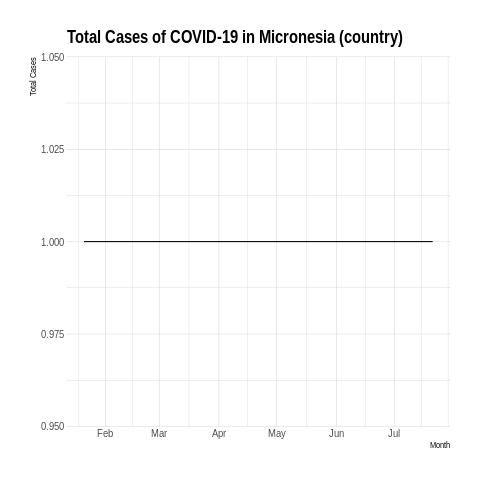 Total Cases of COVID-19 in Micronesia (country)
Total Cases
1.050
1.025
1.000
0.975
0.950
Feb Mar Apr May Jun Jul
Month